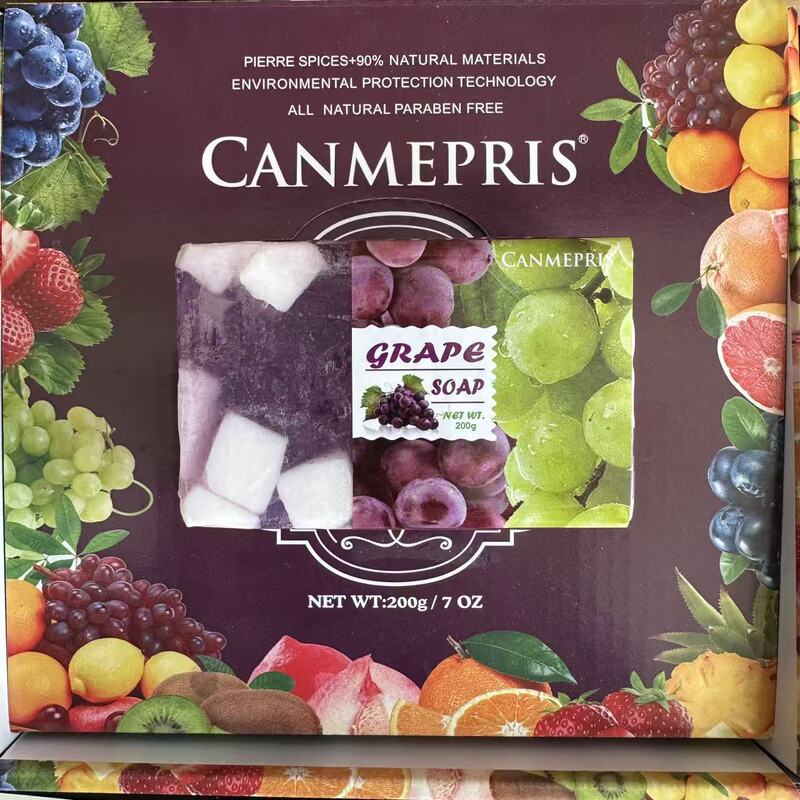 PIERRE SPICES+90% NATURAL MATERIALS
ENVIRONMENTAL PROTECTION TECHNOLOGY
ALL NATURAL PARABEN FREE
CANMEPRIS®
CANMEPRIS
GRAPE
SOAP
NET WT.
200g
NET WT:200g / 7 OZ